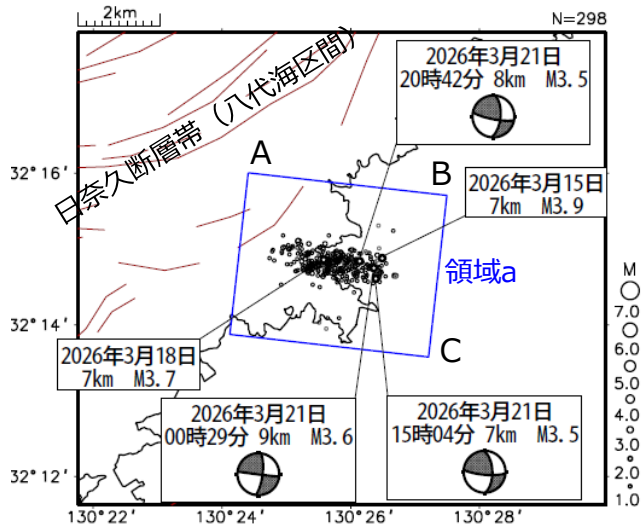 2km
N=298
日奈久断層帯（八代海区間）
2026年3月21日
20時42分 8km M3.5
A
B
32°16′
2026年3月15日
7km M3.9
領域a
M
7.0
6.0
5.0
4.0
3.0
2.0
1.0
32°14′
C
2026年3月18日
7km M3.7
2026年3月21日
00時29分 9km M3.6
2026年3月21日
15時04分 7km M3.5
32°12′
130°22′
130°24′
130°26′
130°28′